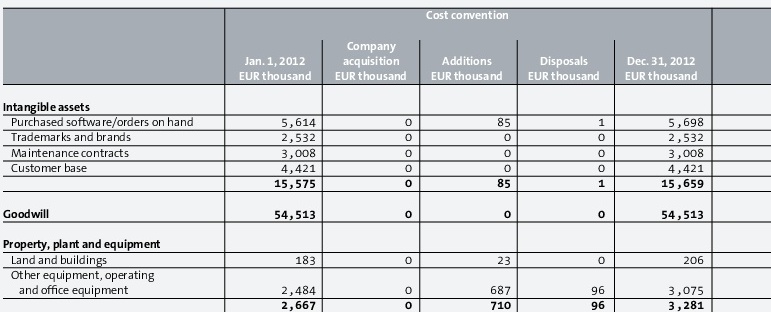 Cost convention
Company
Jan. 1, 2012 acquisition Additions Disposals Dec. 31, 2012
EUR thousand EUR thousand EUR thousand EUR thousand EUR thousand
Intangible assets
Purchased software/orders on hand 5,614 0 85 1 5,698
Trademarks and brands 2,532 0 0 0 2,532
Maintenance contracts 3,008 0 0 0 3,008
Customer base 4,421 0 0 0 4,421
15,575 0 85 1 15,659
Goodwill 54,513 0 0 0 54,513
Property, plant and equipment
Land and buildings 183 0 23 0 206
Other equipment, operating
and office equipment 2,484 0 687 96 3,075
2,667 0 710 96 3,281